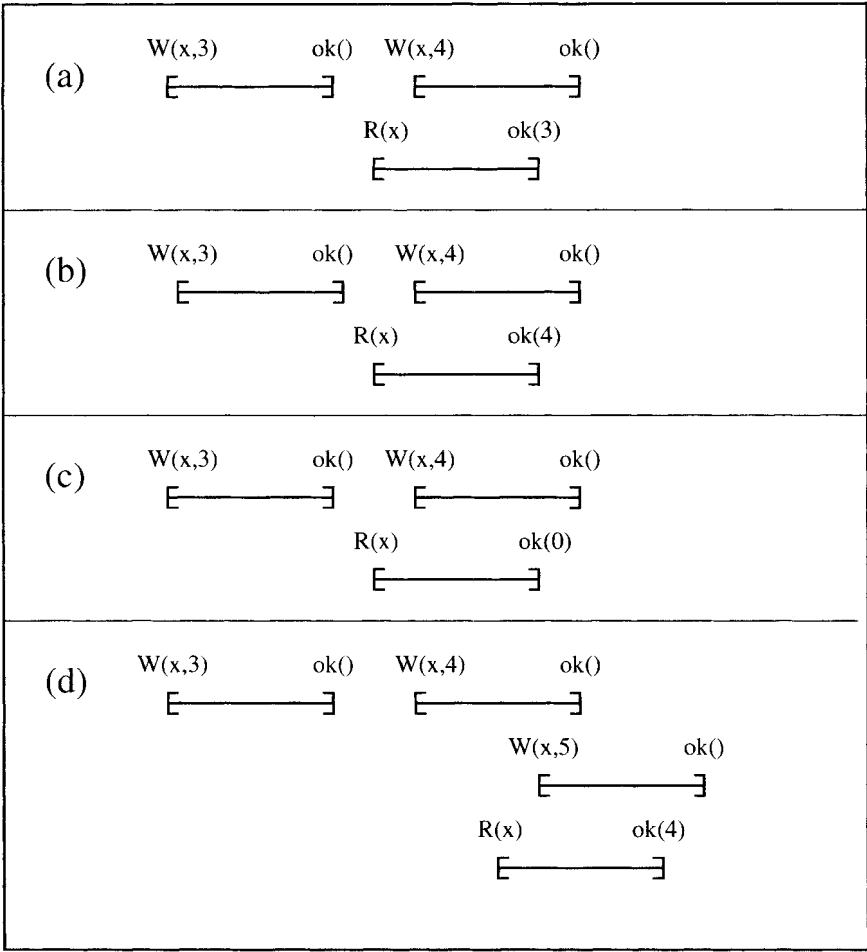 (a)
W(x,3) ok() W(x,4) ok()
R(x) ok(3)
(b)
W(x,3) ok() W(x,4) ok()
R(x) ok(4)
(c)
W(x,3) ok() W(x,4) ok()
R(x) ok(0)
(d)
W(x,3) ok() W(x,4) ok()
W(x,5) ok()
R(x) ok(4)